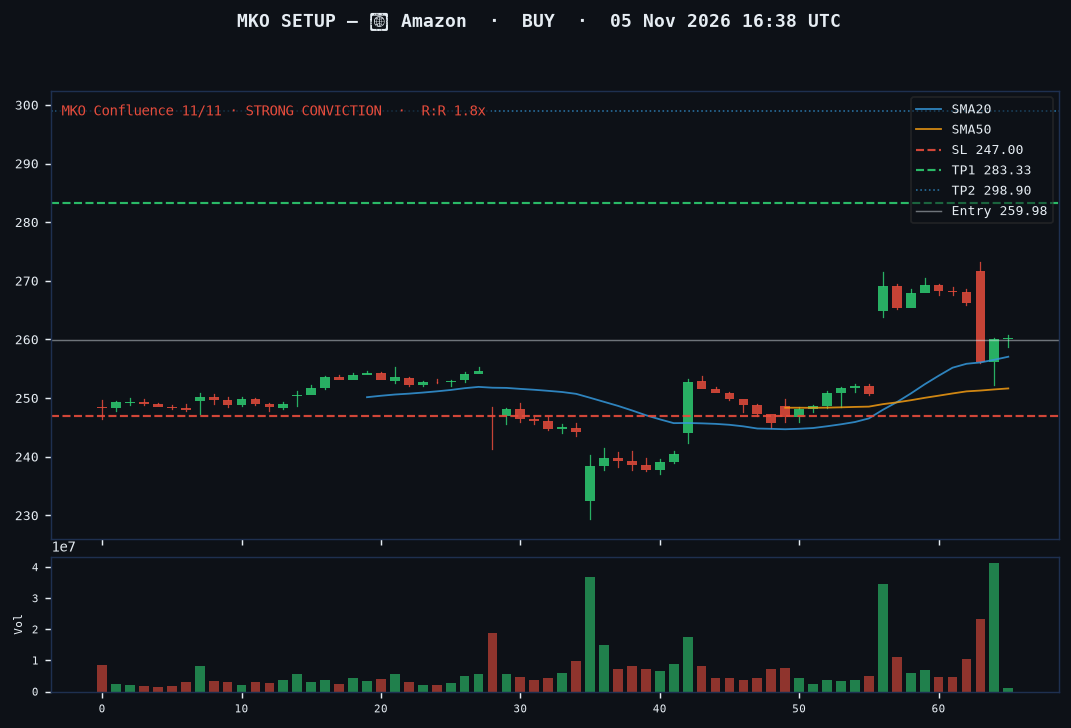 MKO SETUP — 🌐 Amazon · BUY · 05 Nov 2026 16:38 UTC
MKO Confluence 11/11 · STRONG CONVICTION · R:R 1.8x
SMA20
SMA50
SL 247.00
TP1 283.33
TP2 298.90
Entry 259.98
300
290
280
270
260
250
240
230
1e7
Vol
4
3
2
1
0
0 10 20 30 40 50 60